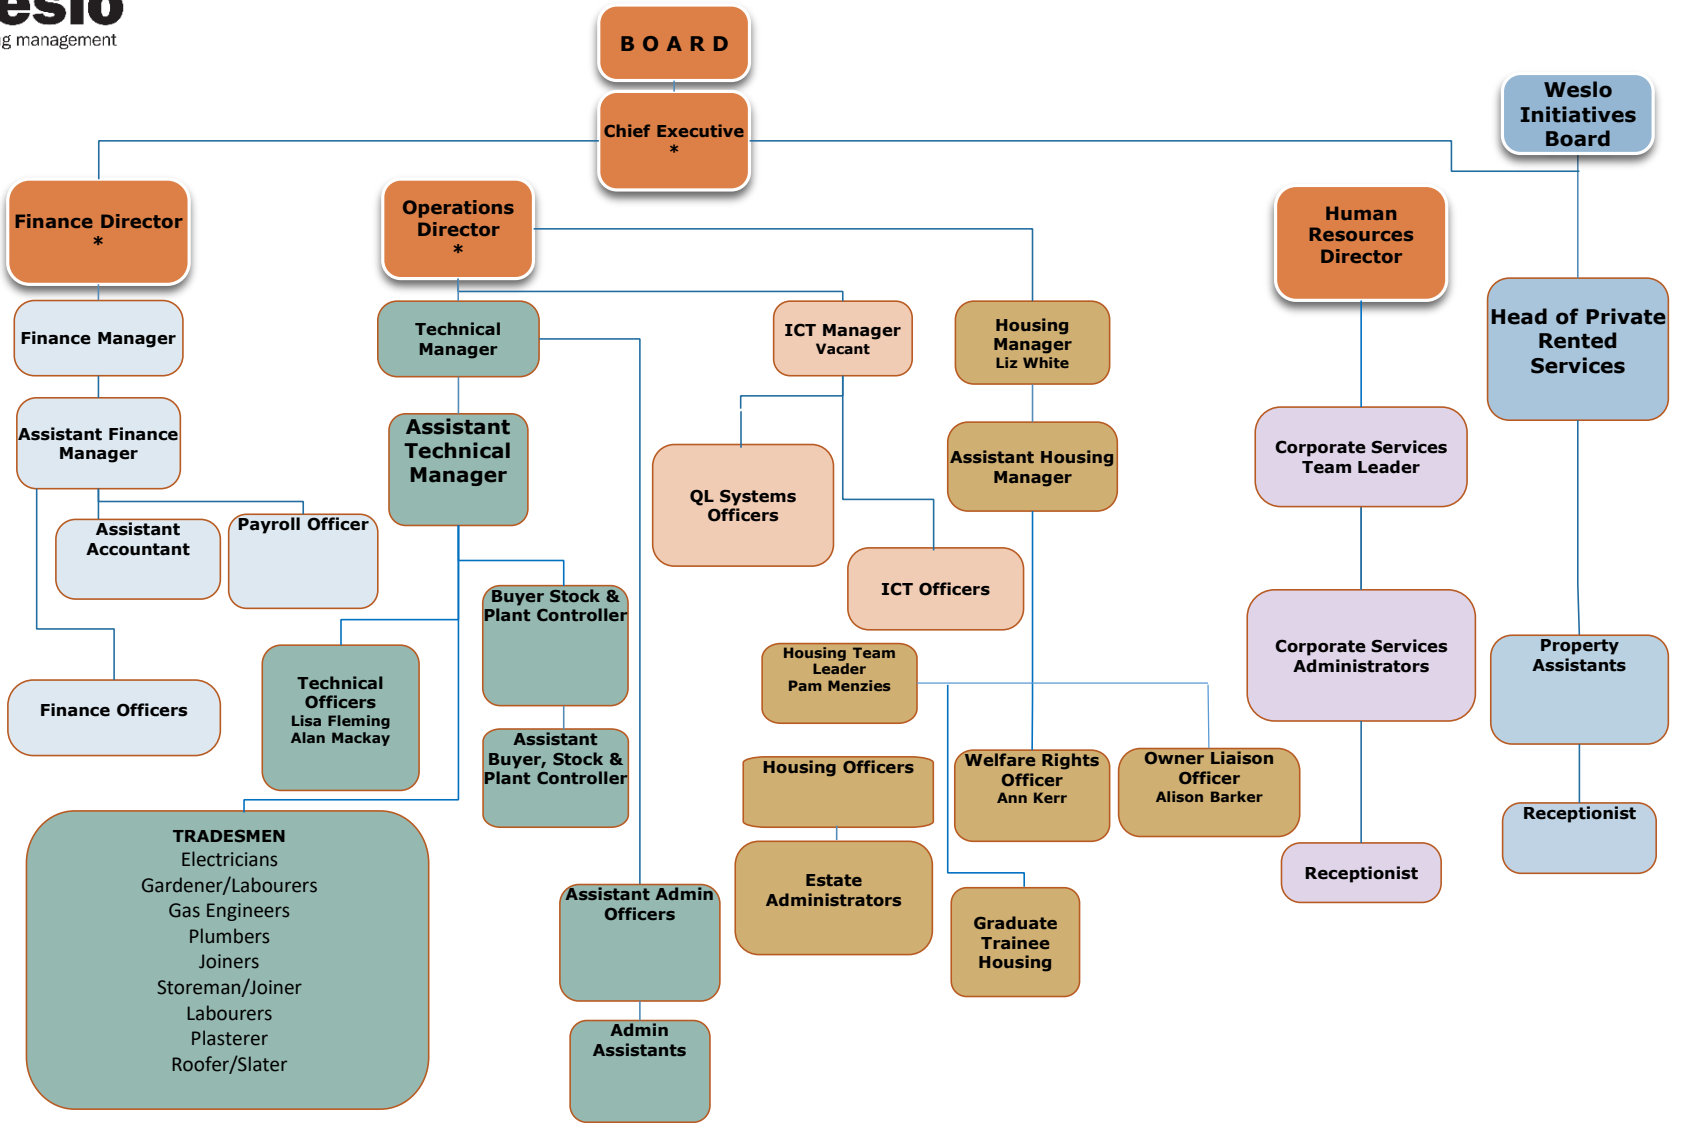 eslo
g management
B O A R D
Chief Executive
*
Weslo
Initiatives
Board
Finance Director
*
Operations
Director
*
Human
Resources
Director
Finance Manager
Technical
Manager
ICT Manager
Vacant
Housing
Manager
Liz White
Head of Private
Rented
Services
Assistant Finance
Manager
Assistant
Technical
Manager
QL Systems
Officers
Assistant Housing
Manager
Corporate Services
Team Leader
Assistant
Accountant
Payroll Officer
ICT Officers
Buyer Stock &
Plant Controller
Housing Team
Leader
Pam Menzies
Corporate Services
Administrators
Property
Assistants
Finance Officers
Technical
Officers
Lisa Fleming
Alan Mackay
Assistant
Buyer, Stock &
Plant Controller
Housing Officers
Welfare Rights
Officer
Ann Kerr
Owner Liaison
Officer
Alison Barker
Receptionist
TRADESMEN
Electricians
Gardener/Labourers
Gas Engineers
Plumbers
Joiners
Storeman/Joiner
Labourers
Plasterer
Roofer/Slater
Assistant Admin
Officers
Estate
Administrators
Graduate
Trainee
Housing
Receptionist
Admin
Assistants